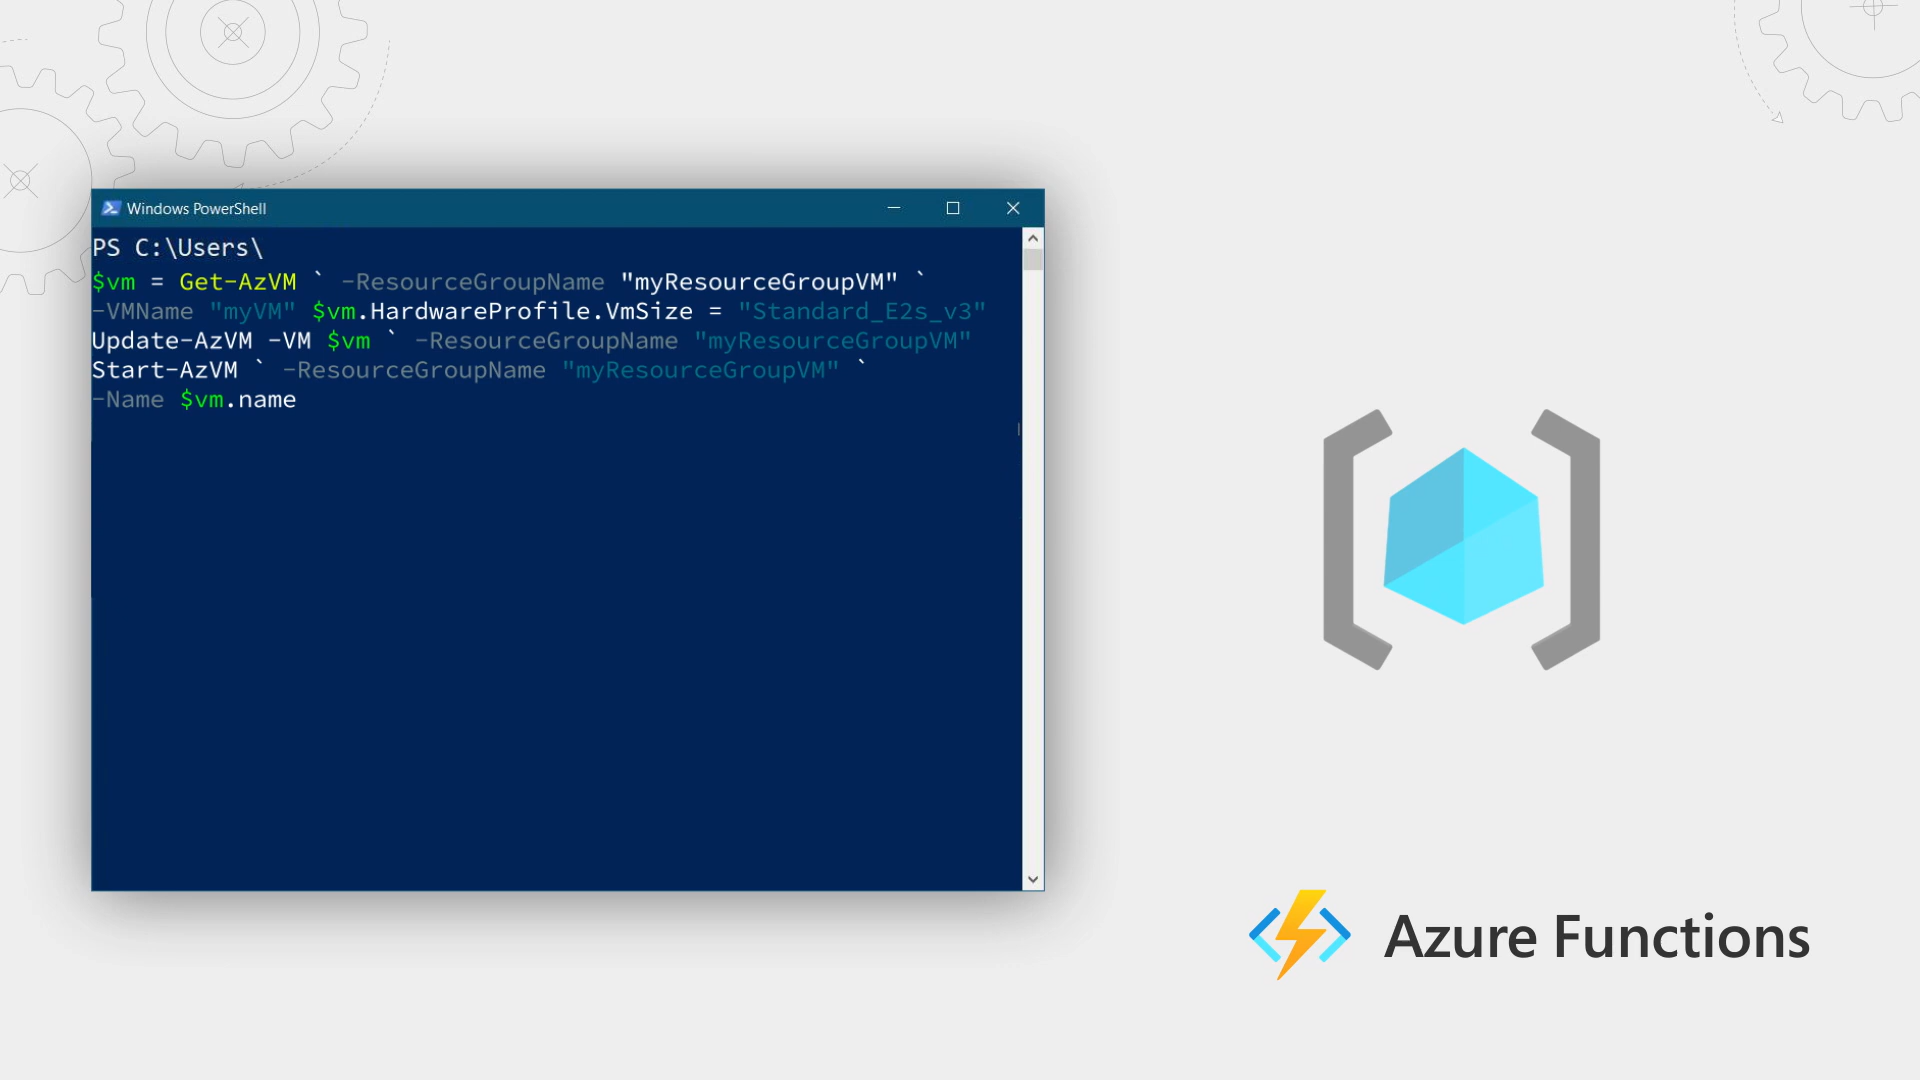 Windows PowerShell
PS C:\Users\
$vm = Get-AzVM ` -ResourceGroupName "myResourceGroupVM" `
-VMName "myVM" $vm.HardwareProfile.VmSize = "Standard_E2s_v3"
Update-AzVM -VM $vm ` -ResourceGroupName "myResourceGroupVM"
Start-AzVM ` -ResourceGroupName "myResourceGroupVM" `
-Name $vm.name
Azure Functions